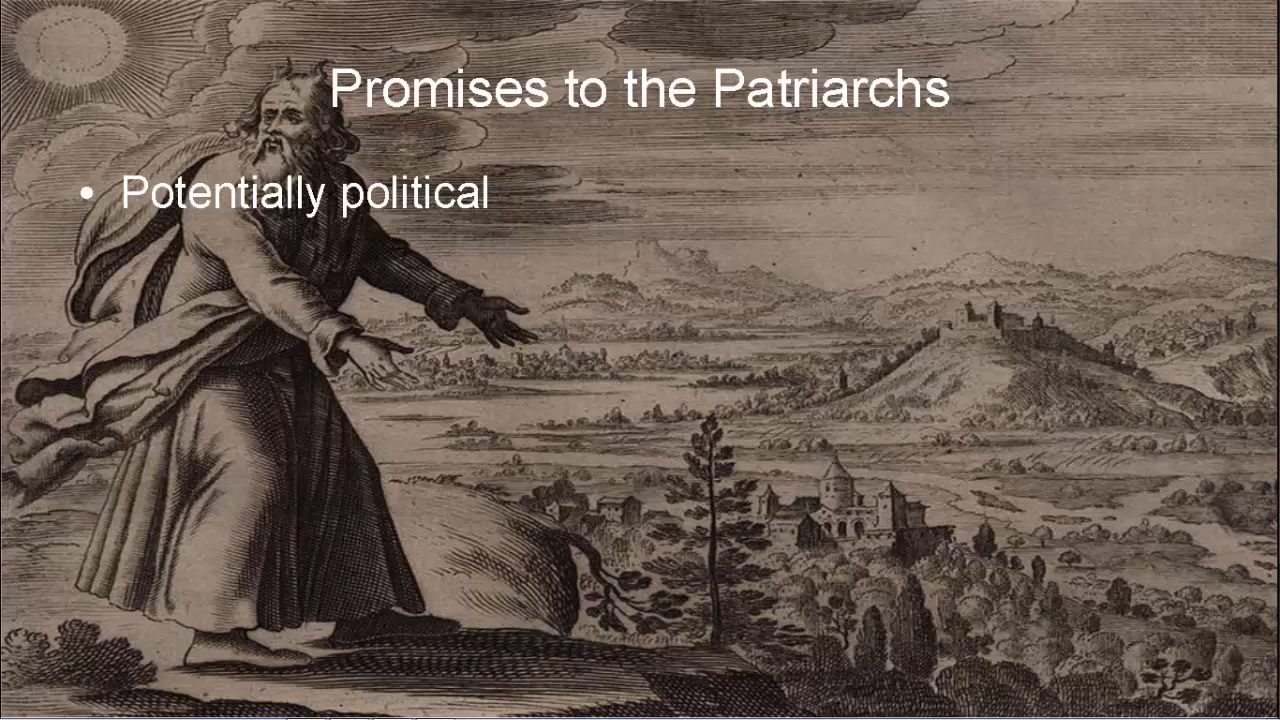 Promises to the Patriarchs
• Potentially political